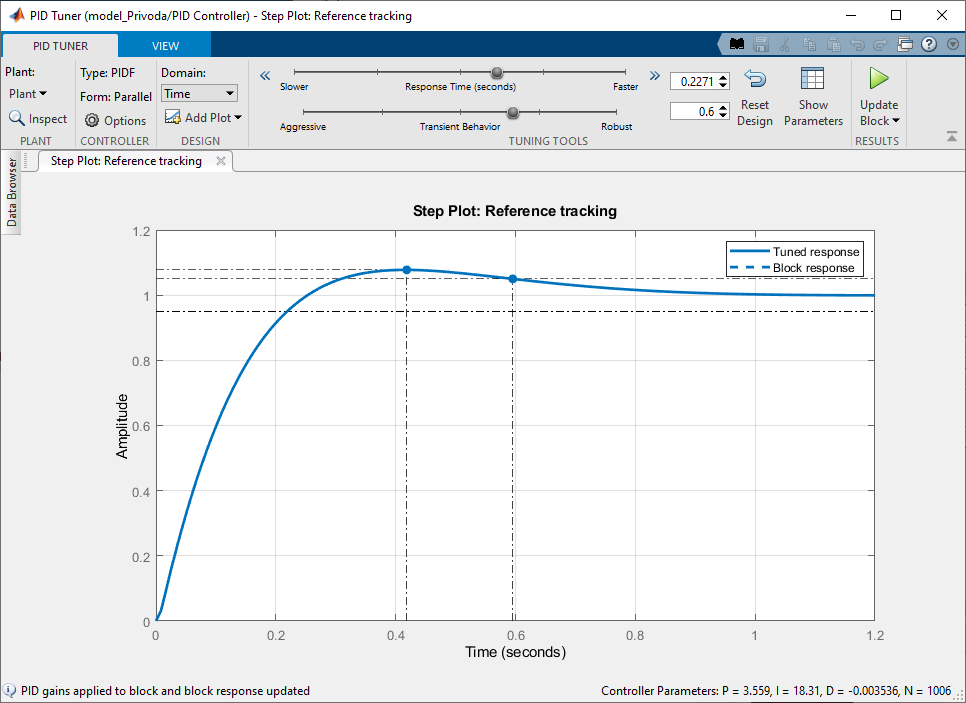 PID Tuner (model_Privoda/PID Controller) - Step Plot: Reference tracking
PID TUNER VIEW
Plant: Type: PIDF Domain:
Plant Form: Parallel Time
Inspect Options Add Plot
PLANT CONTROLLER DESIGN
Slower Response Time (seconds) Faster
0.2271
Aggressive Transient Behavior Robust
0.6
TUNING TOOLS
Reset Design
Show Parameters
Update Block
RESULTS
Data Browser
Step Plot: Reference tracking
Step Plot: Reference tracking
Tuned response
Block response
Amplitude
1.2
1
0.8
0.6
0.4
0.2
0
0 0.2 0.4 0.6 0.8 1 1.2
Time (seconds)
PID gains applied to block and block response updated
Controller Parameters: P = 3.559, I = 18.31, D = -0.003536, N = 1006